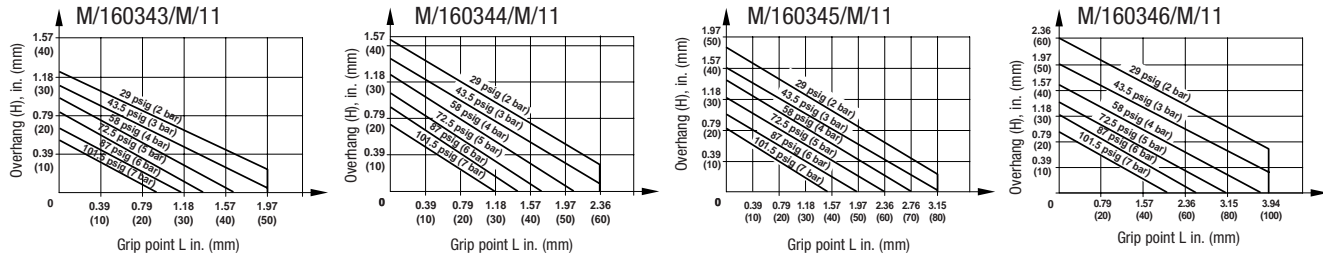 M/160343/M/11
Overhang (H), in. (mm)
1.57
(40)
1.18
(30)
0.79
(20)
0.39
(10)
0
29 psig (2 bar)
43.5 psig (3 bar)
58 psig (4 bar)
72.5 psig (5 bar)
87 psig (6 bar)
101.5 psig (7 bar)
0.39 0.79 1.18 1.57 1.97
(10) (20) (30) (40) (50)
Grip point L in. (mm)
M/160344/M/11
Overhang (H), in. (mm)
1.57
(40)
1.18
(30)
0.79
(20)
0.39
(10)
0
29 psig (2 bar)
43.5 psig (3 bar)
58 psig (4 bar)
72.5 psig (5 bar)
87 psig (6 bar)
101.5 psig (7 bar)
0.39 0.79 1.18 1.57 1.97 2.36
(10) (20) (30) (40) (50) (60)
Grip point L in. (mm)
M/160345/M/11
Overhang (H), in. (mm)
1.97
(50)
1.57
(40)
1.18
(30)
0.79
(20)
0.39
(10)
0
29 psig (2 bar)
43.5 psig (3 bar)
58 psig (4 bar)
72.5 psig (5 bar)
87 psig (6 bar)
101.5 psig (7 bar)
0.39 0.79 1.18 1.57 1.97 2.36 2.76 3.15
(10) (20) (30) (40) (50) (60) (70) (80)
Grip point L in. (mm)
M/160346/M/11
Overhang (H), in. (mm)
2.36
(60)
1.97
(50)
1.57
(40)
1.18
(30)
0.79
(20)
0.39
(10)
0
29 psig (2 bar)
43.5 psig (3 bar)
58 psig (4 bar)
72.5 psig (5 bar)
87 psig (6 bar)
101.5 psig (7 bar)
0.79 1.57 2.36 3.15 3.94
(20) (40) (60) (80) (100)
Grip point L in. (mm)